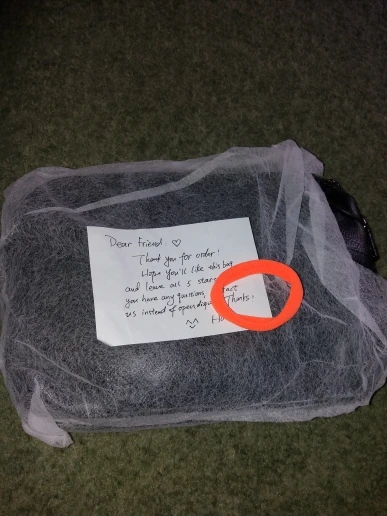 Dear Friend ♡
Thank you for order!
Hope you'll like this bag
and leave all 5 stars
you have any questions,
us instead of open
Thanks!